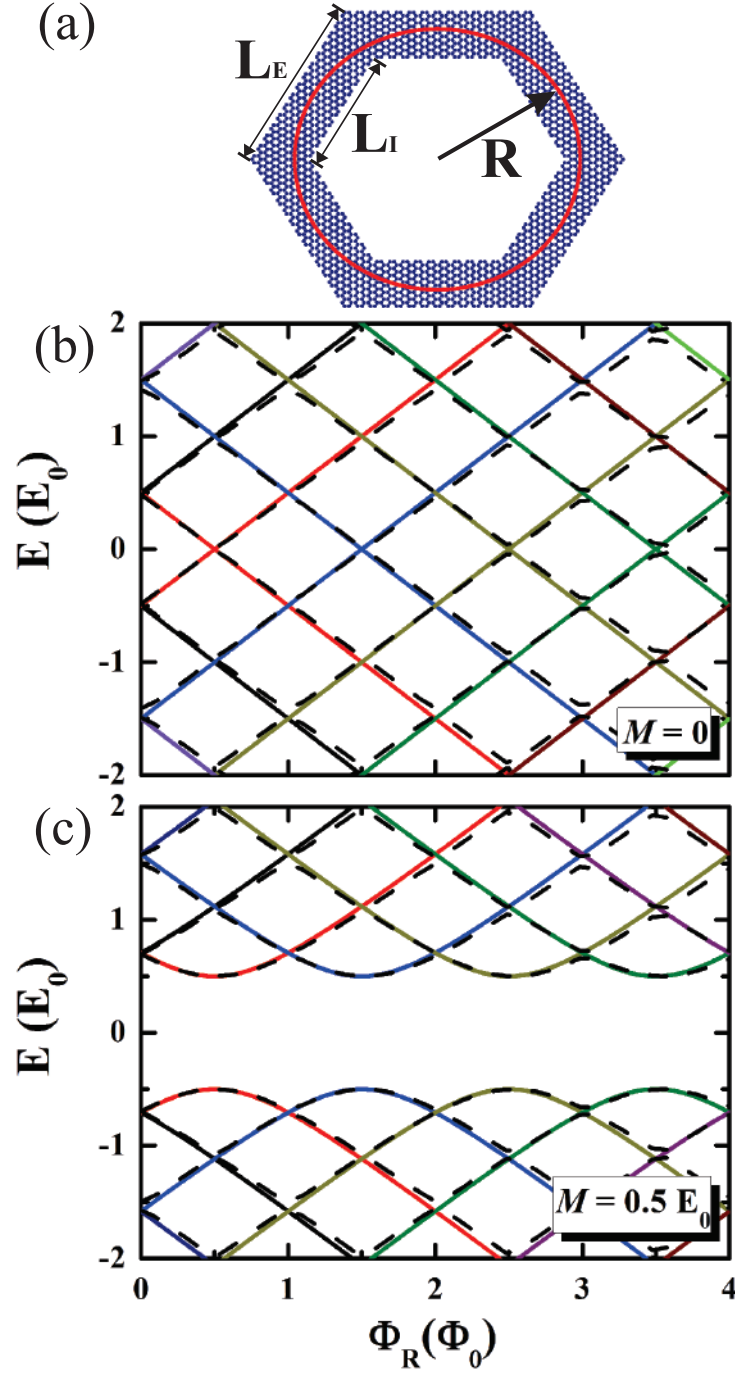 (a)
L_E
L_I
R
(b)
2
1
0
-1
-2
E (E_0)
M = 0
(c)
2
1
0
-1
-2
E (E_0)
M = 0.5 E_0
0 1 2 3 4
Φ_R(Φ_0)